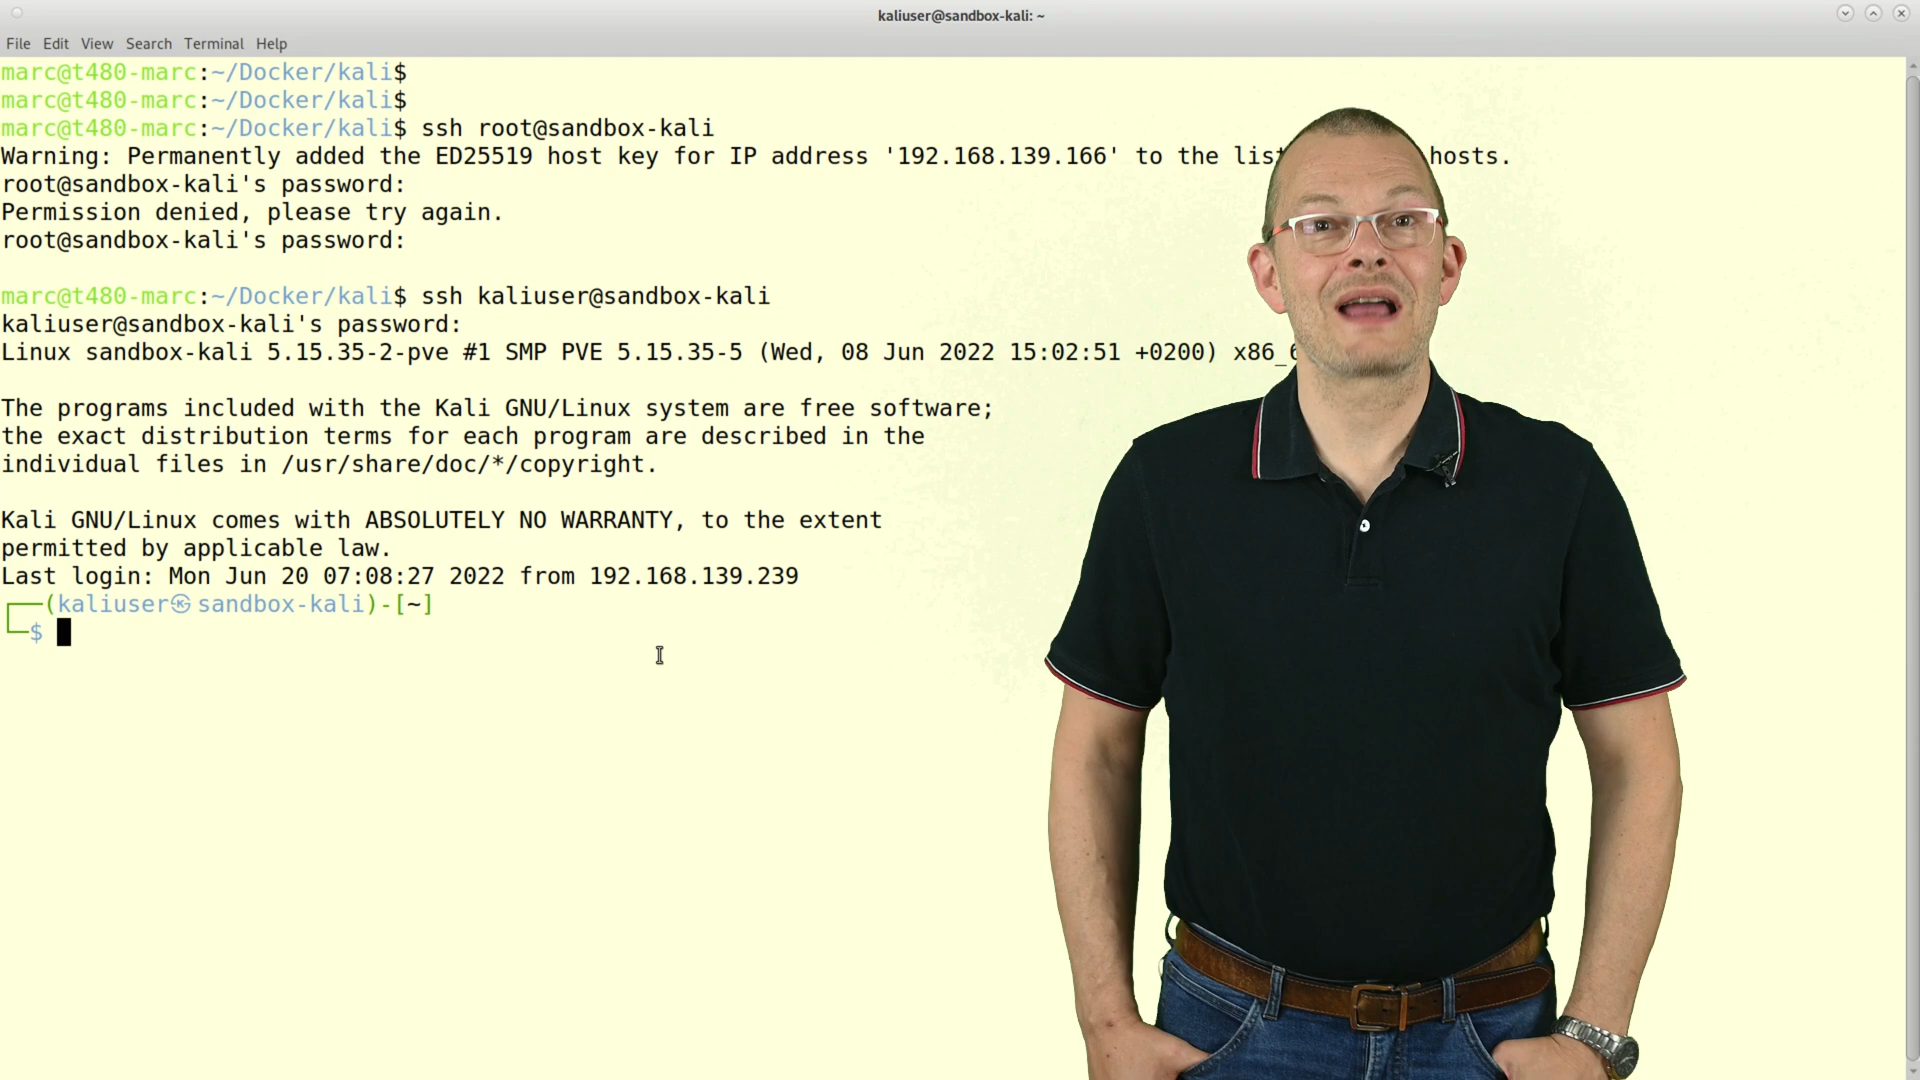 kaliuser@sandbox-kali: ~
File Edit View Search Terminal Help
marc@t480-marc:~/Docker/kali$
marc@t480-marc:~/Docker/kali$
marc@t480-marc:~/Docker/kali$ ssh root@sandbox-kali
Warning: Permanently added the ED25519 host key for IP address '192.168.139.166' to the hosts.
root@sandbox-kali's password:
Permission denied, please try again.
root@sandbox-kali's password:
marc@t480-marc:~/Docker/kali$ ssh kaliuser@sandbox-kali
kaliuser@sandbox-kali's password:
Linux sandbox-kali 5.15.35-2-pve #1 SMP PVE 5.15.35-5 (Wed, 08 Jun 2022 15:02:51 +0200)
The programs included with the Kali GNU/Linux system are free software;
the exact distribution terms for each program are described in the
individual files in /usr/share/doc/*/copyright.
Kali GNU/Linux comes with ABSOLUTELY NO WARRANTY, to the extent
permitted by applicable law.
Last login: Mon Jun 20 07:08:27 2022 from 192.168.139.239
┌──(kaliuser㉿sandbox-kali)-[~]
└─$